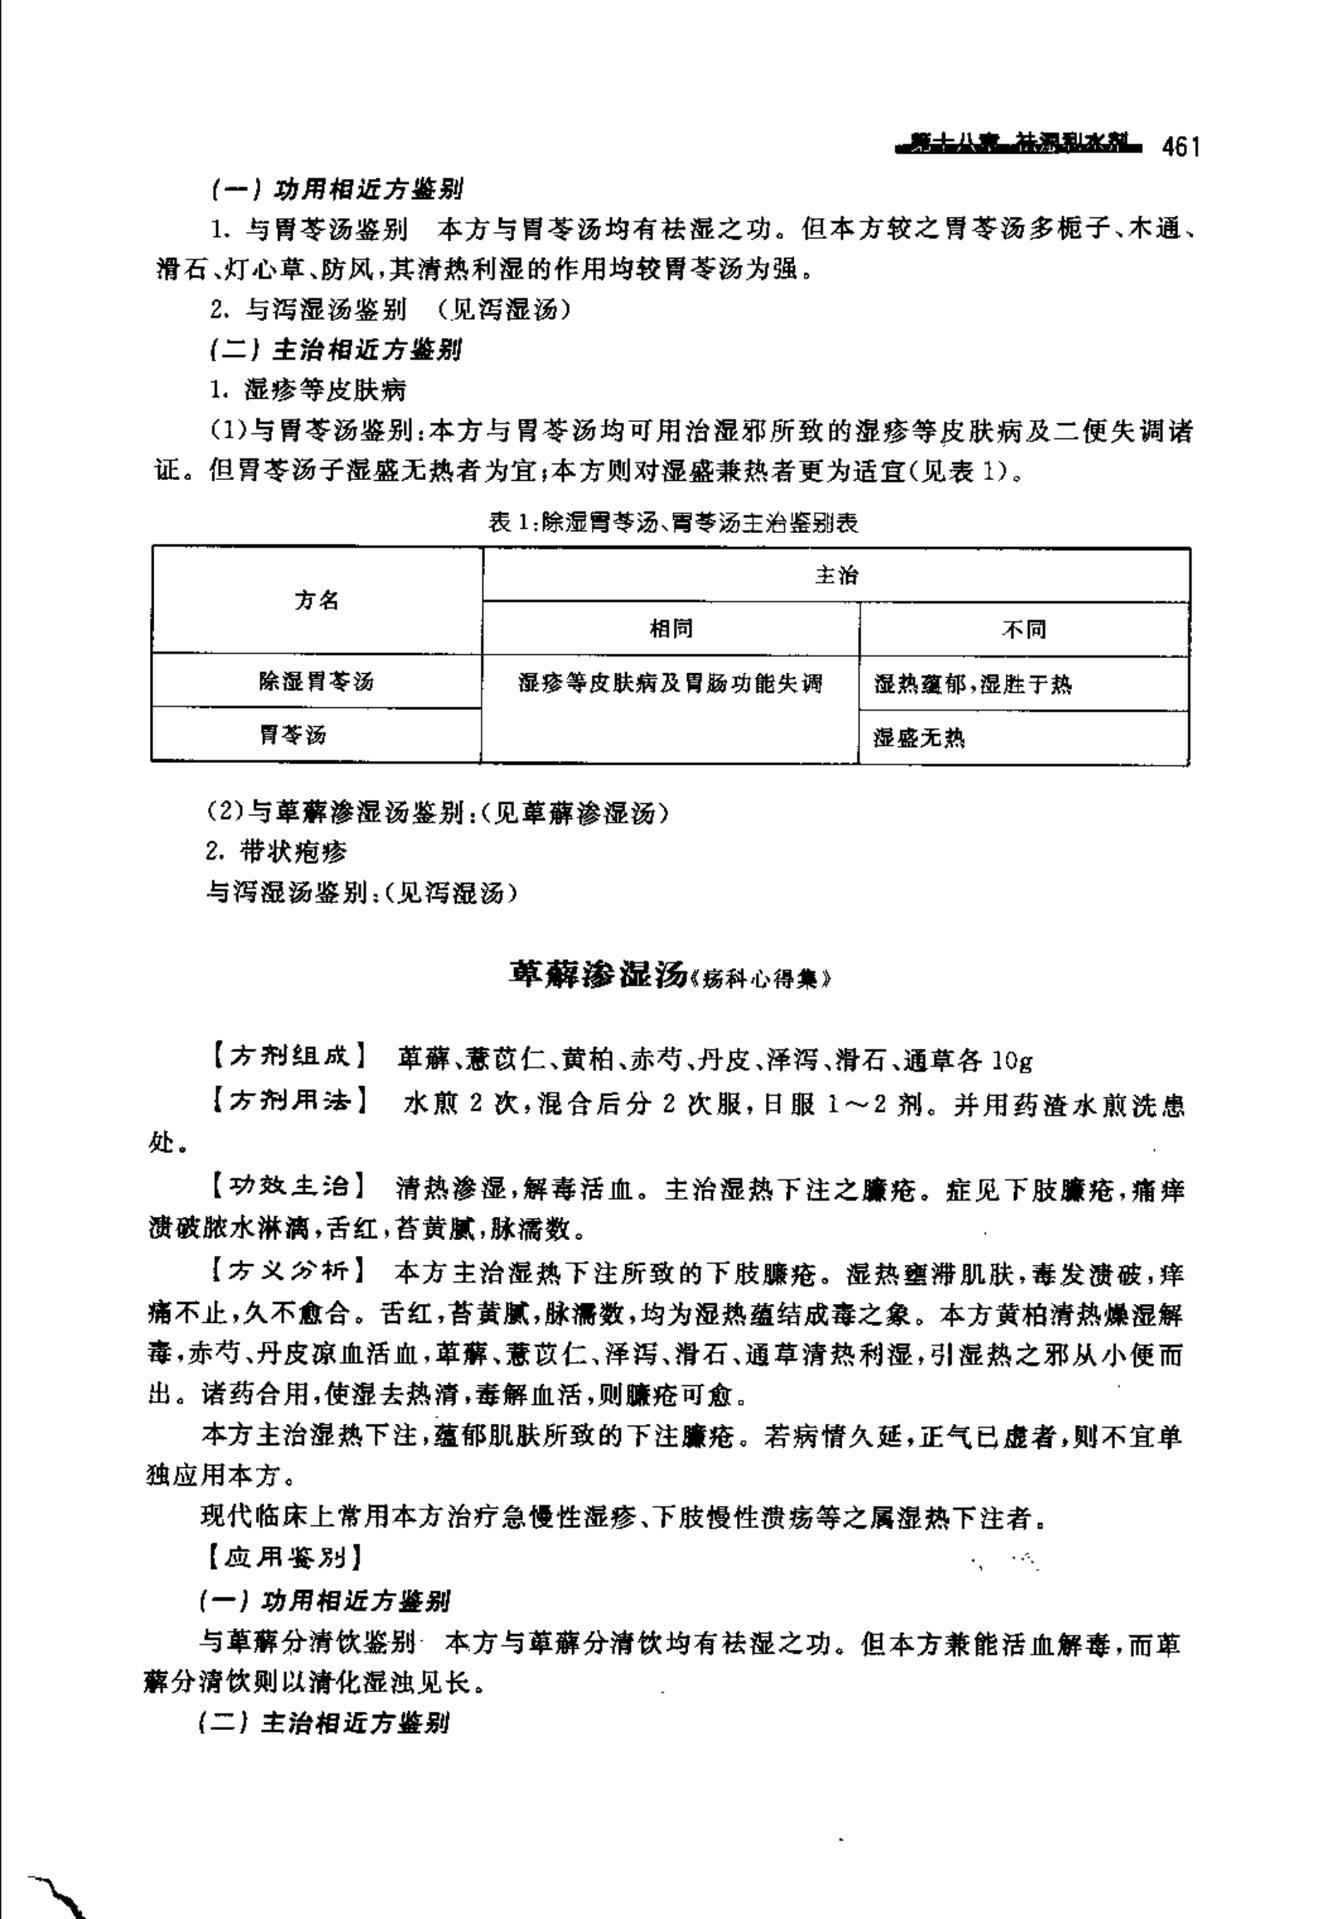 第十八章 祛湿利水剂 461
(一) 功用相近方鉴别
1. 与胃苓汤鉴别 本方与胃苓汤均有祛湿之功。但本方较之胃苓汤多栀子、木通、
滑石、灯心草、防风,其清热利湿的作用均较胃苓汤为强。
2. 与泻湿汤鉴别 (见泻湿汤)
(二) 主治相近方鉴别
1. 湿疹等皮肤病
(1)与胃苓汤鉴别:本方与胃苓汤均可用治湿邪所致的湿疹等皮肤病及二便失调诸
证。但胃苓汤子湿盛无热者为宜;本方则对湿盛兼热者更为适宜(见表 1)。
表 1:除湿胃苓汤、胃苓汤主治鉴别表
方名 主治
相同 不同
除湿胃苓汤 湿疹等皮肤病及胃肠功能失调 湿热蕴郁,湿胜于热
胃苓汤 湿盛无热
(2)与萆薢渗湿汤鉴别:(见萆薢渗湿汤)
2. 带状疱疹
与泻湿汤鉴别:(见泻湿汤)
萆薢渗湿汤《疡科心得集》
【方剂组成】 萆薢、薏苡仁、黄柏、赤芍、丹皮、泽泻、滑石、通草各 10g
【方剂用法】 水煎 2 次,混合后分 2 次服,日服 1～2 剂。并用药渣水煎洗患
处。
【功效主治】 清热渗湿,解毒活血。主治湿热下注之臁疮。症见下肢臁疮,痛痒
溃破脓水淋漓,舌红,苔黄腻,脉濡数。
【方义分析】 本方主治湿热下注所致的下肢臁疮。湿热壅滞肌肤,毒发溃破,痒
痛不止,久不愈合。舌红,苔黄腻,脉濡数,均为湿热蕴结成毒之象。本方黄柏清热燥湿解
毒,赤芍、丹皮凉血活血,萆薢、薏苡仁、泽泻、滑石、通草清热利湿,引湿热之邪从小便而
出。诸药合用,使湿去热清,毒解血活,则臁疮可愈。
本方主治湿热下注,蕴郁肌肤所致的下注臁疮。若病情久延,正气已虚者,则不宜单
独应用本方。
现代临床上常用本方治疗急慢性湿疹、下肢慢性溃疡等之属湿热下注者。
【应用鉴别】
(一) 功用相近方鉴别
与萆薢分清饮鉴别 本方与萆薢分清饮均有祛湿之功。但本方兼能活血解毒,而萆
薢分清饮则以清化湿浊见长。
(二) 主治相近方鉴别